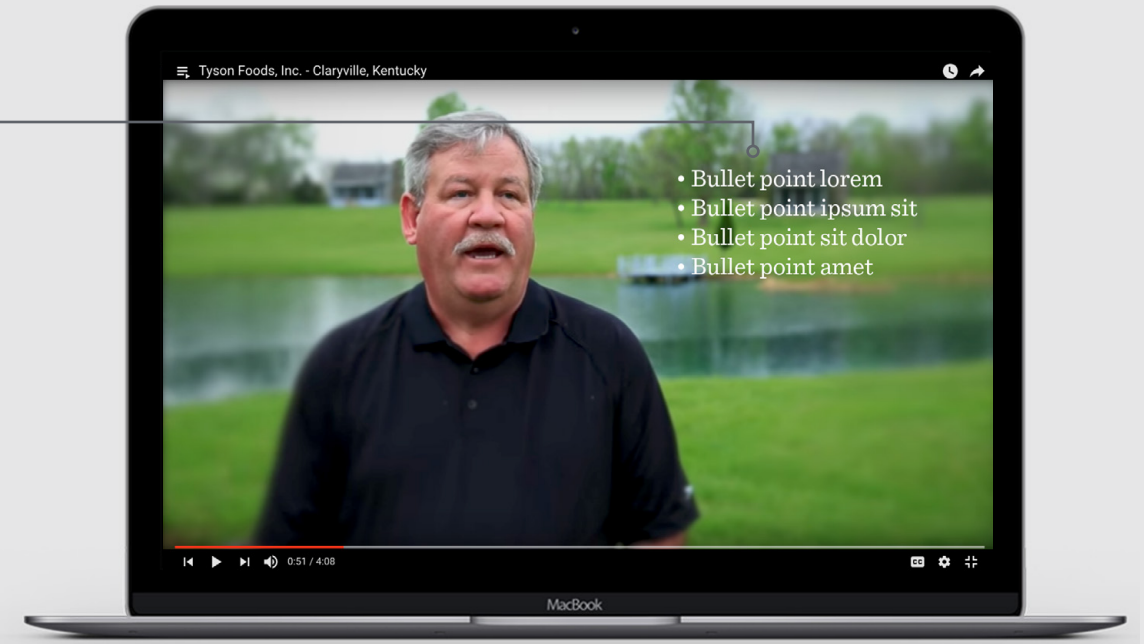 Tyson Foods, Inc. - Claryville, Kentucky
• Bullet point lorem
• Bullet point ipsum sit
• Bullet point sit dolor
• Bullet point amet
0:51 / 4:08
CC
MacBook